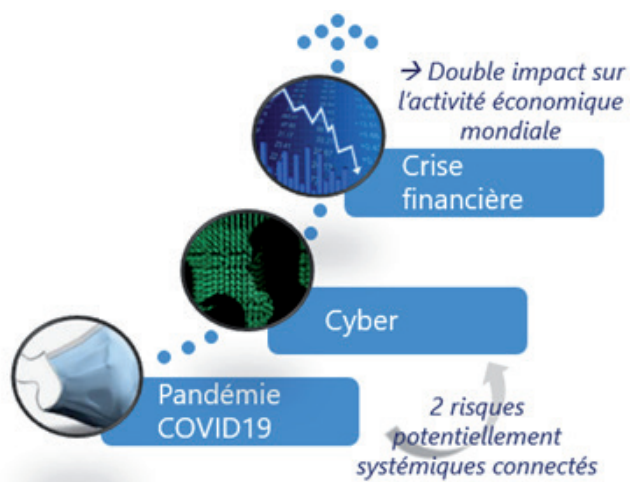 → Double impact sur
l'activité économique
mondiale
Crise
financière
Cyber
Pandémie
COVID19
2 risques
potentiellement
systémiques connectés